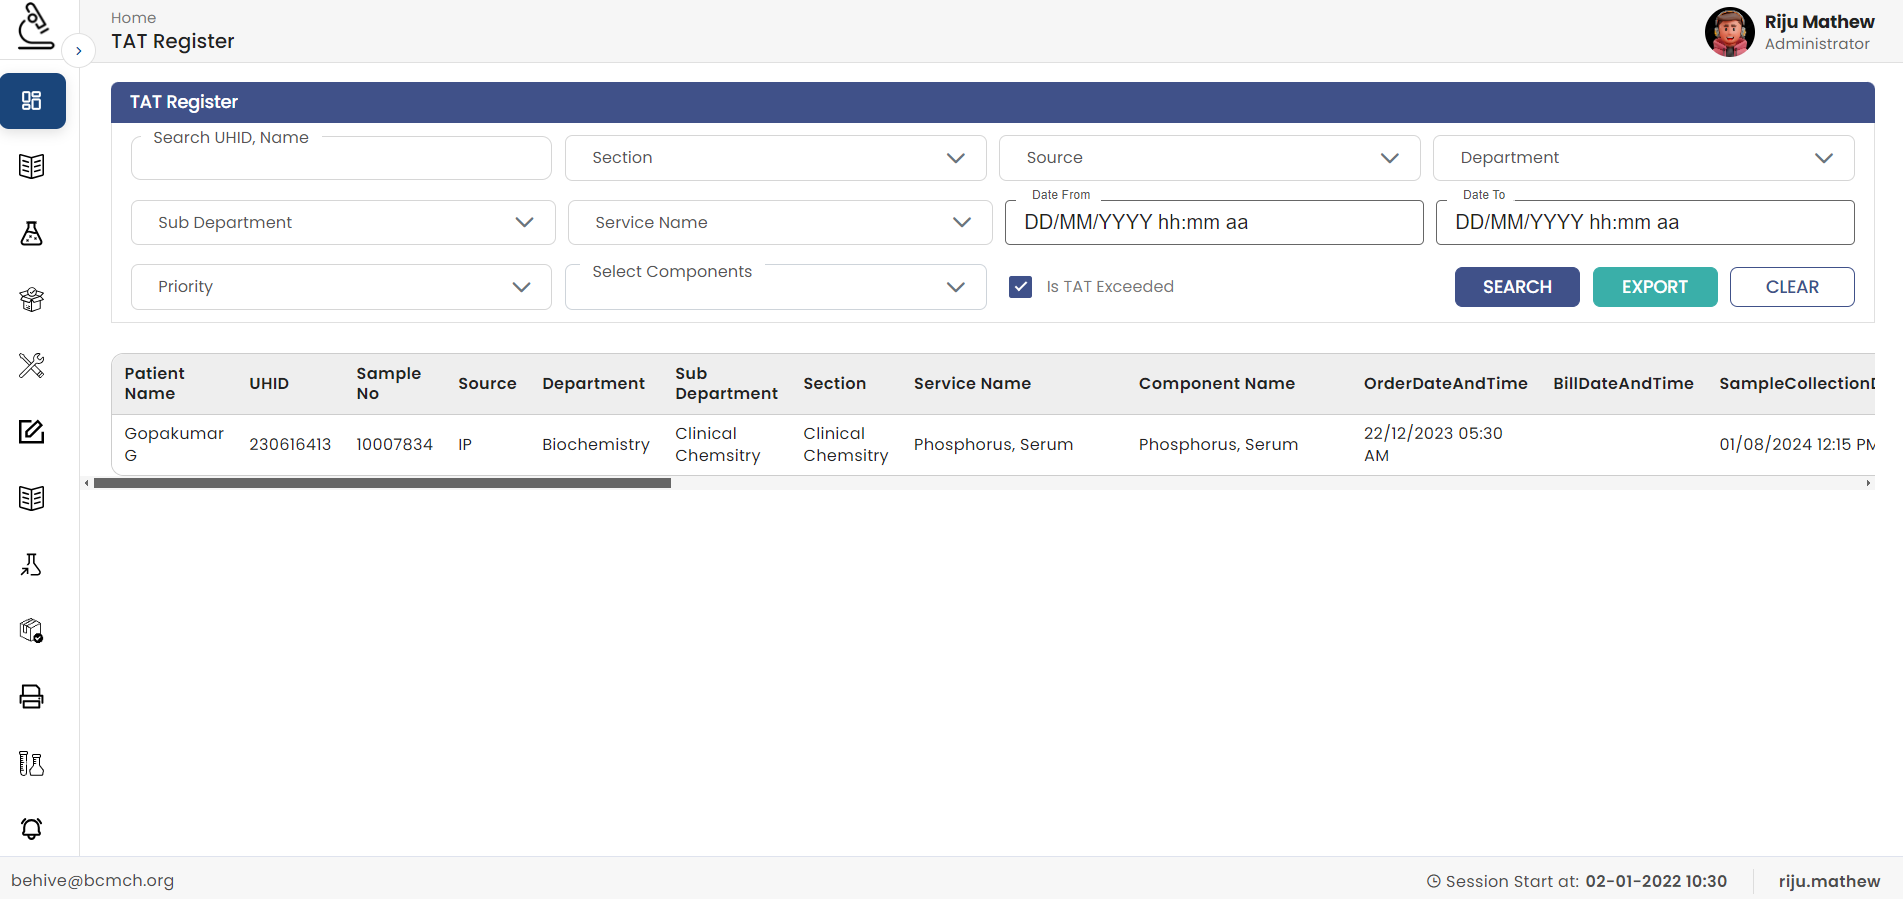 Home
TAT Register
Riju Mathew
Administrator
TAT Register
Search UHID, Name
Section
Source
Department
Sub Department
Service Name
Date From
DD/MM/YYYY hh:mm aa
Date To
DD/MM/YYYY hh:mm aa
Priority
Select Components
Is TAT Exceeded
SEARCH
EXPORT
CLEAR
Patient Name
UHID
Sample No
Source
Department
Sub Department
Section
Service Name
Component Name
OrderDateAndTime
BillDateAndTime
SampleCollectionD
Gopakumar G
230616413
10007834
IP
Biochemistry
Clinical Chemsitry
Clinical Chemsitry
Phosphorus, Serum
Phosphorus, Serum
22/12/2023 05:30 AM
01/08/2024 12:15 PM
behive@bcmch.org
Session Start at: 02-01-2022 10:30
riju.mathew